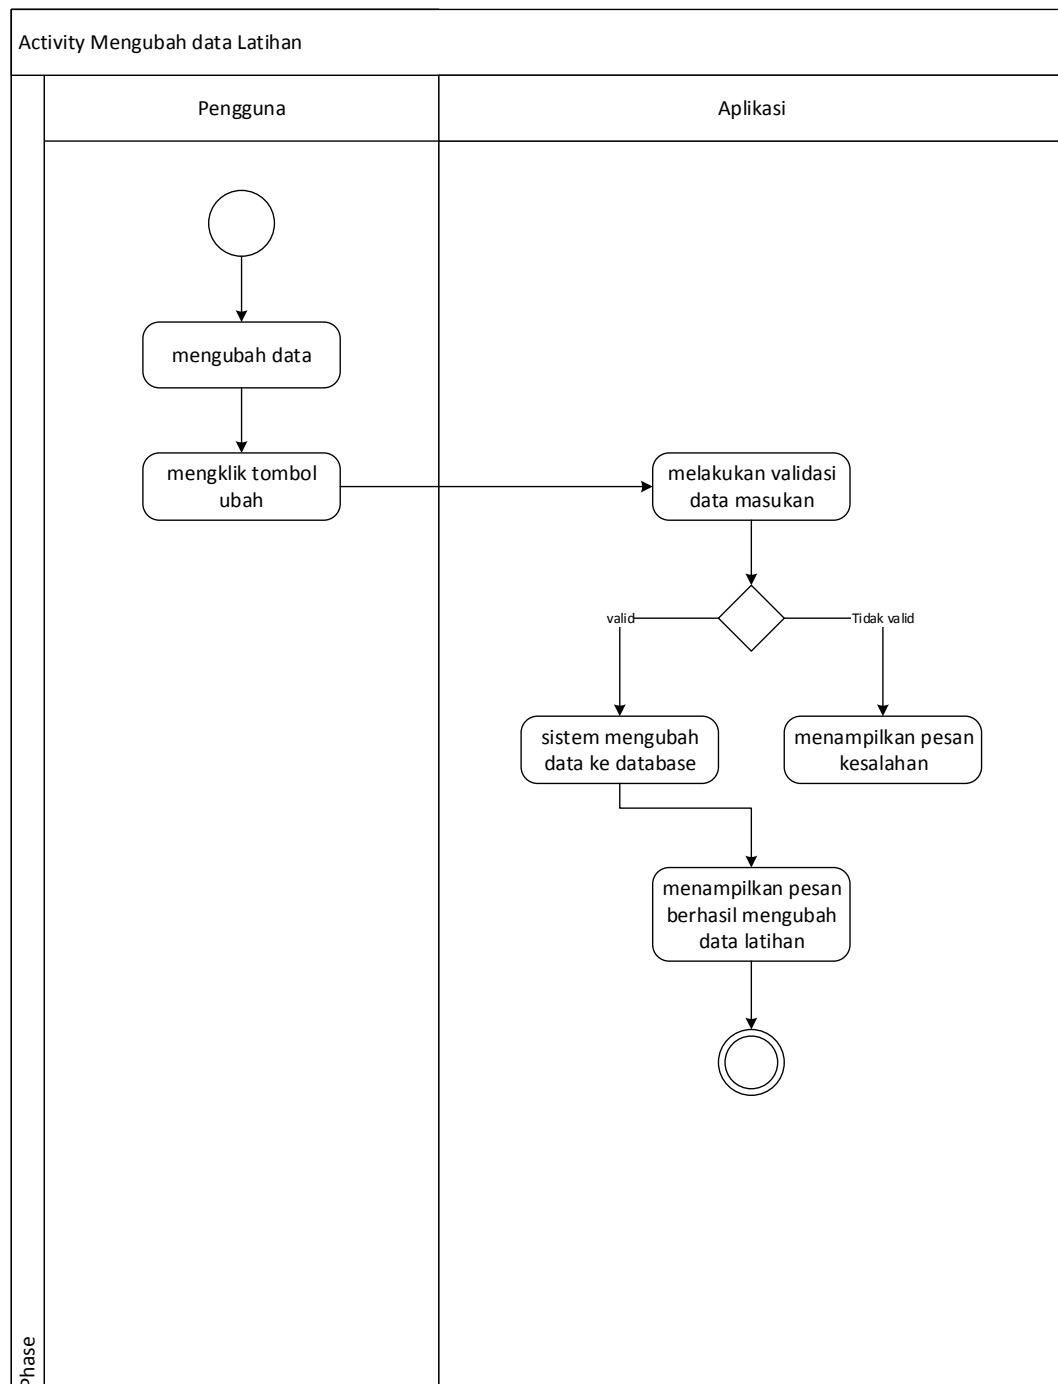 Activity Mengubah data Latihan
Pengguna
Aplikasi
mengubah data
mengklik tombol
ubah
melakukan validasi
data masukan
valid
Tidak valid
sistem mengubah
data ke database
menampilkan pesan
kesalahan
menampilkan pesan
berhasil mengubah
data latihan
Phase